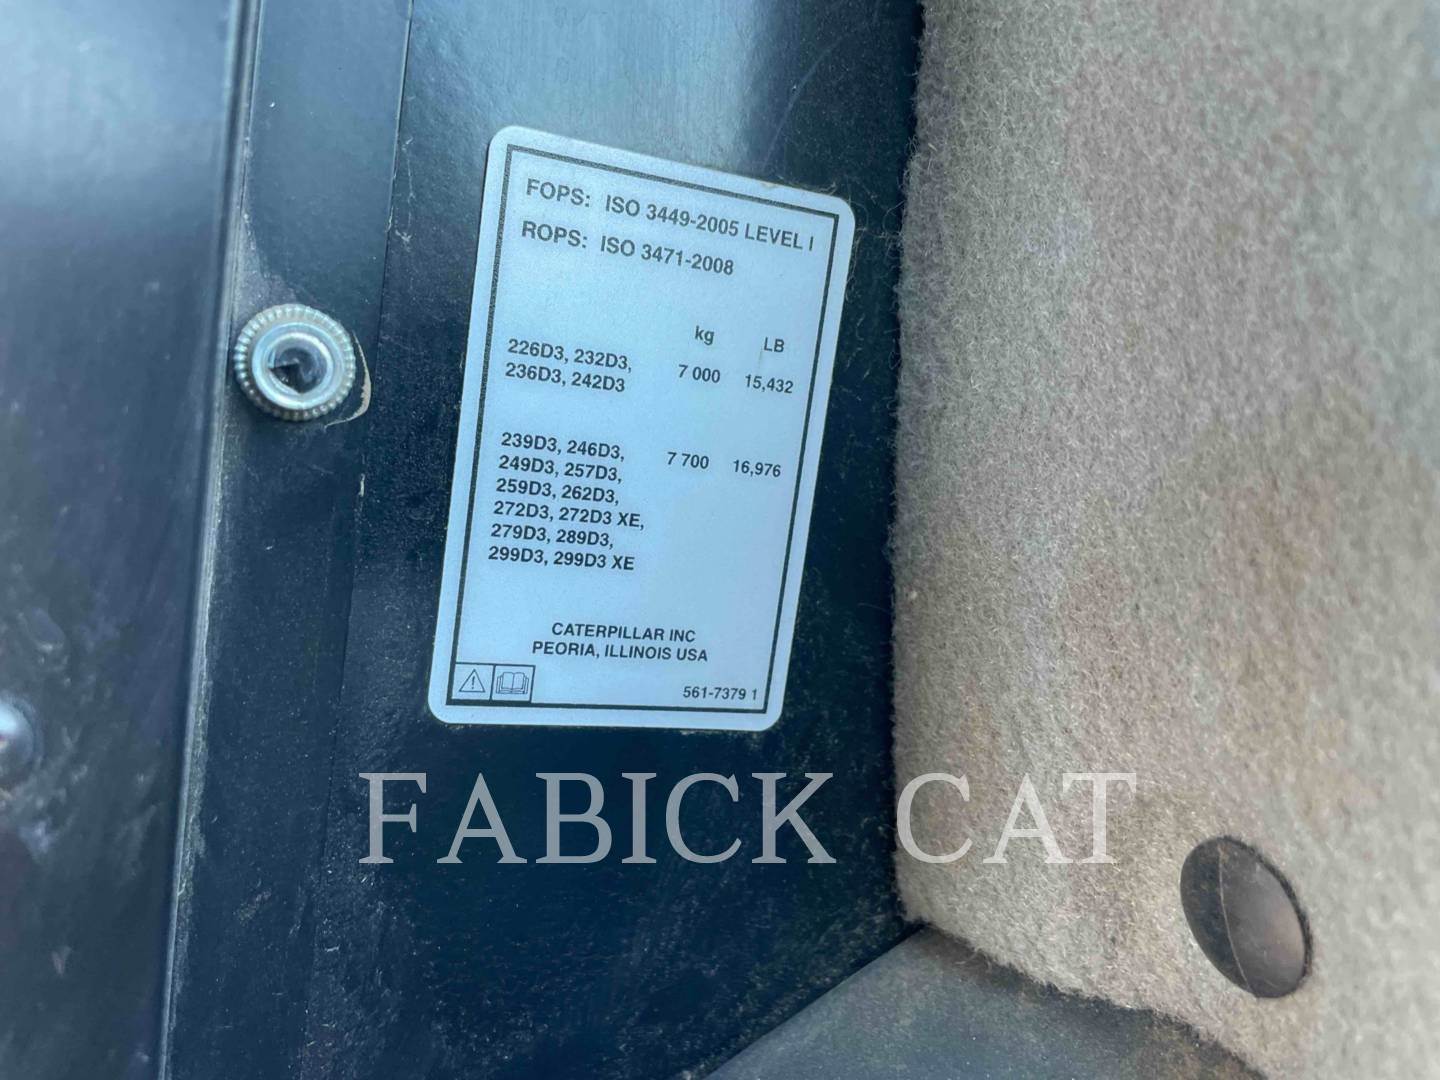 FOPS: ISO 3449-2005 LEVEL I
ROPS: ISO 3471-2008
kg LB
226D3, 232D3,
236D3, 242D3 7 000 15,432
239D3, 246D3,
249D3, 257D3, 7 700 16,976
259D3, 262D3,
272D3, 272D3 XE,
279D3, 289D3,
299D3, 299D3 XE
CATERPILLAR INC
PEORIA, ILLINOIS USA
561-7379 1
FABICK CAT